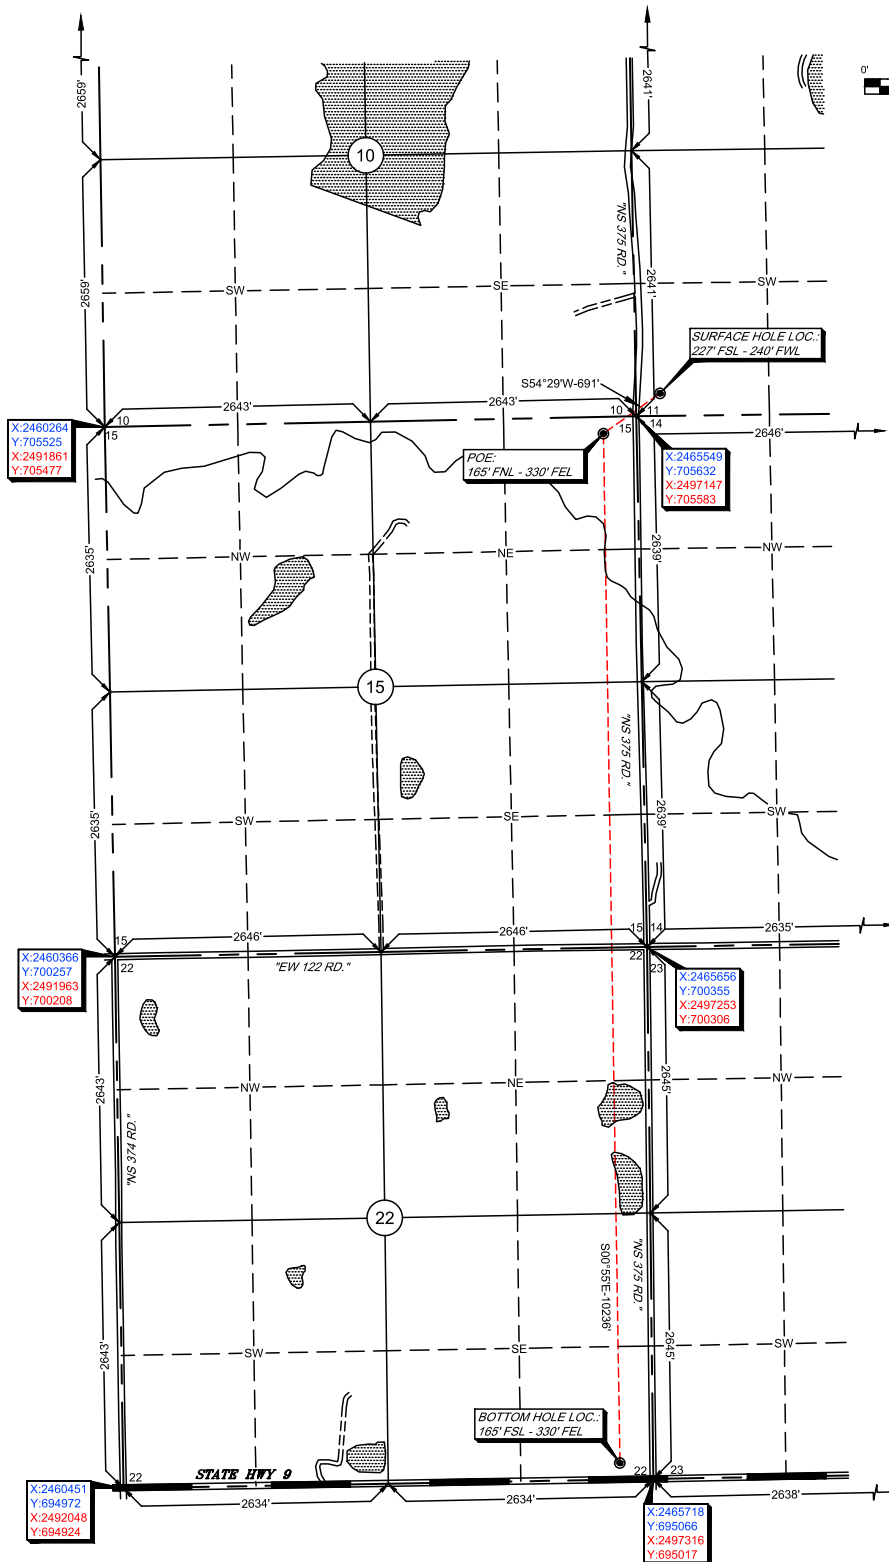 0'
2659'
2641'
10
"NS 375 RD."
2659'
2641'
SW
SE
SW
SURFACE HOLE LOC.:
227' FSL - 240' FWL
S54°29'W-691'
2643'
2643'
10
15
10
11
15
14
2646'
X:2460264
Y:705525
X:2491861
Y:705477
POE:
165' FNL - 330' FEL
X:2465549
Y:705632
X:2497147
Y:705583
2635'
NW
NE
2639'
NW
15
"NS 375 RD."
2635'
SW
SE
2639'
SW
15
22
2646'
2646'
15
14
22
23
2635'
"EW 122 RD."
X:2460366
Y:700257
X:2491963
Y:700208
X:2465656
Y:700355
X:2497253
Y:700306
2643'
NW
NE
2645'
NW
"NS 374 RD."
22
S00°55'E-10236'
"NS 375 RD."
2643'
SW
SE
2645'
SW
BOTTOM HOLE LOC.:
165' FSL - 330' FEL
22
STATE HWY 9
22
23
2634'
2634'
2638'
X:2460451
Y:694972
X:2492048
Y:694924
X:2465718
Y:695066
X:2497316
Y:695017